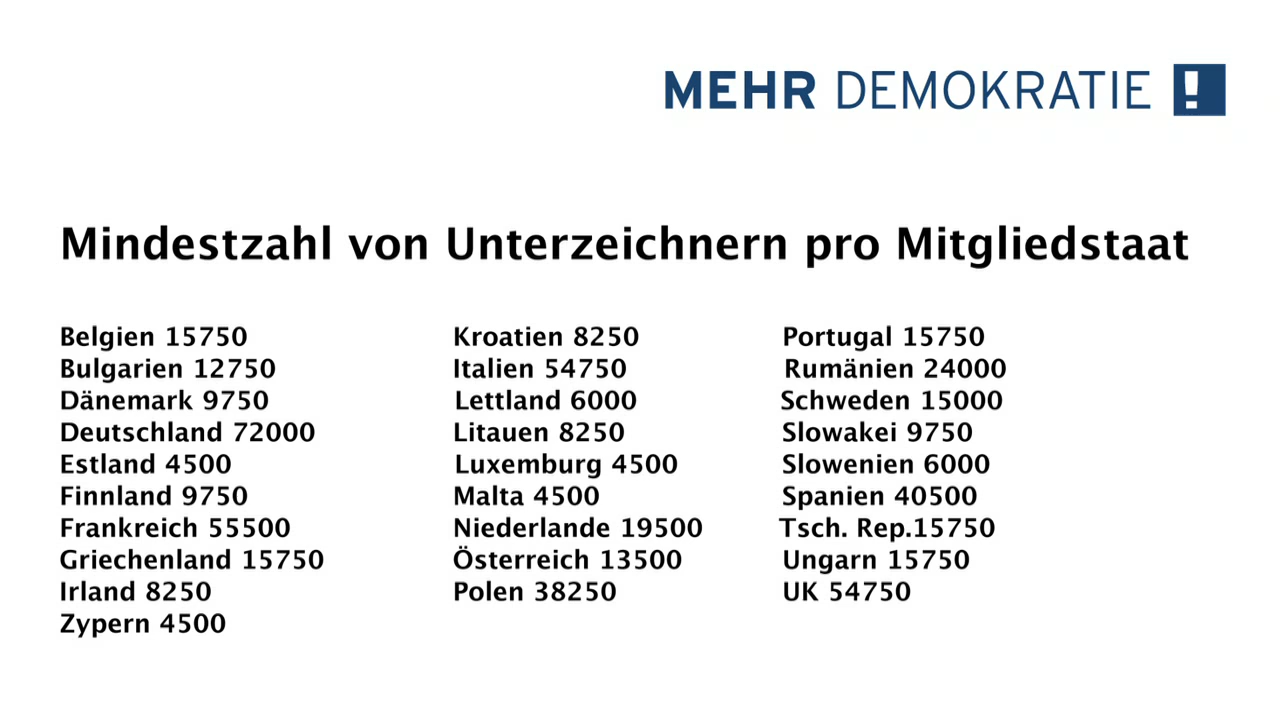 MEHR DEMOKRATIE !
Mindestzahl von Unterzeichnern pro Mitgliedstaat
Belgien 15750
Bulgarien 12750
Dänemark 9750
Deutschland 72000
Estland 4500
Finnland 9750
Frankreich 55500
Griechenland 15750
Irland 8250
Zypern 4500
Kroatien 8250
Italien 54750
Lettland 6000
Litauen 8250
Luxemburg 4500
Malta 4500
Niederlande 19500
Österreich 13500
Polen 38250
Portugal 15750
Rumänien 24000
Schweden 15000
Slowakei 9750
Slowenien 6000
Spanien 40500
Tsch. Rep.15750
Ungarn 15750
UK 54750